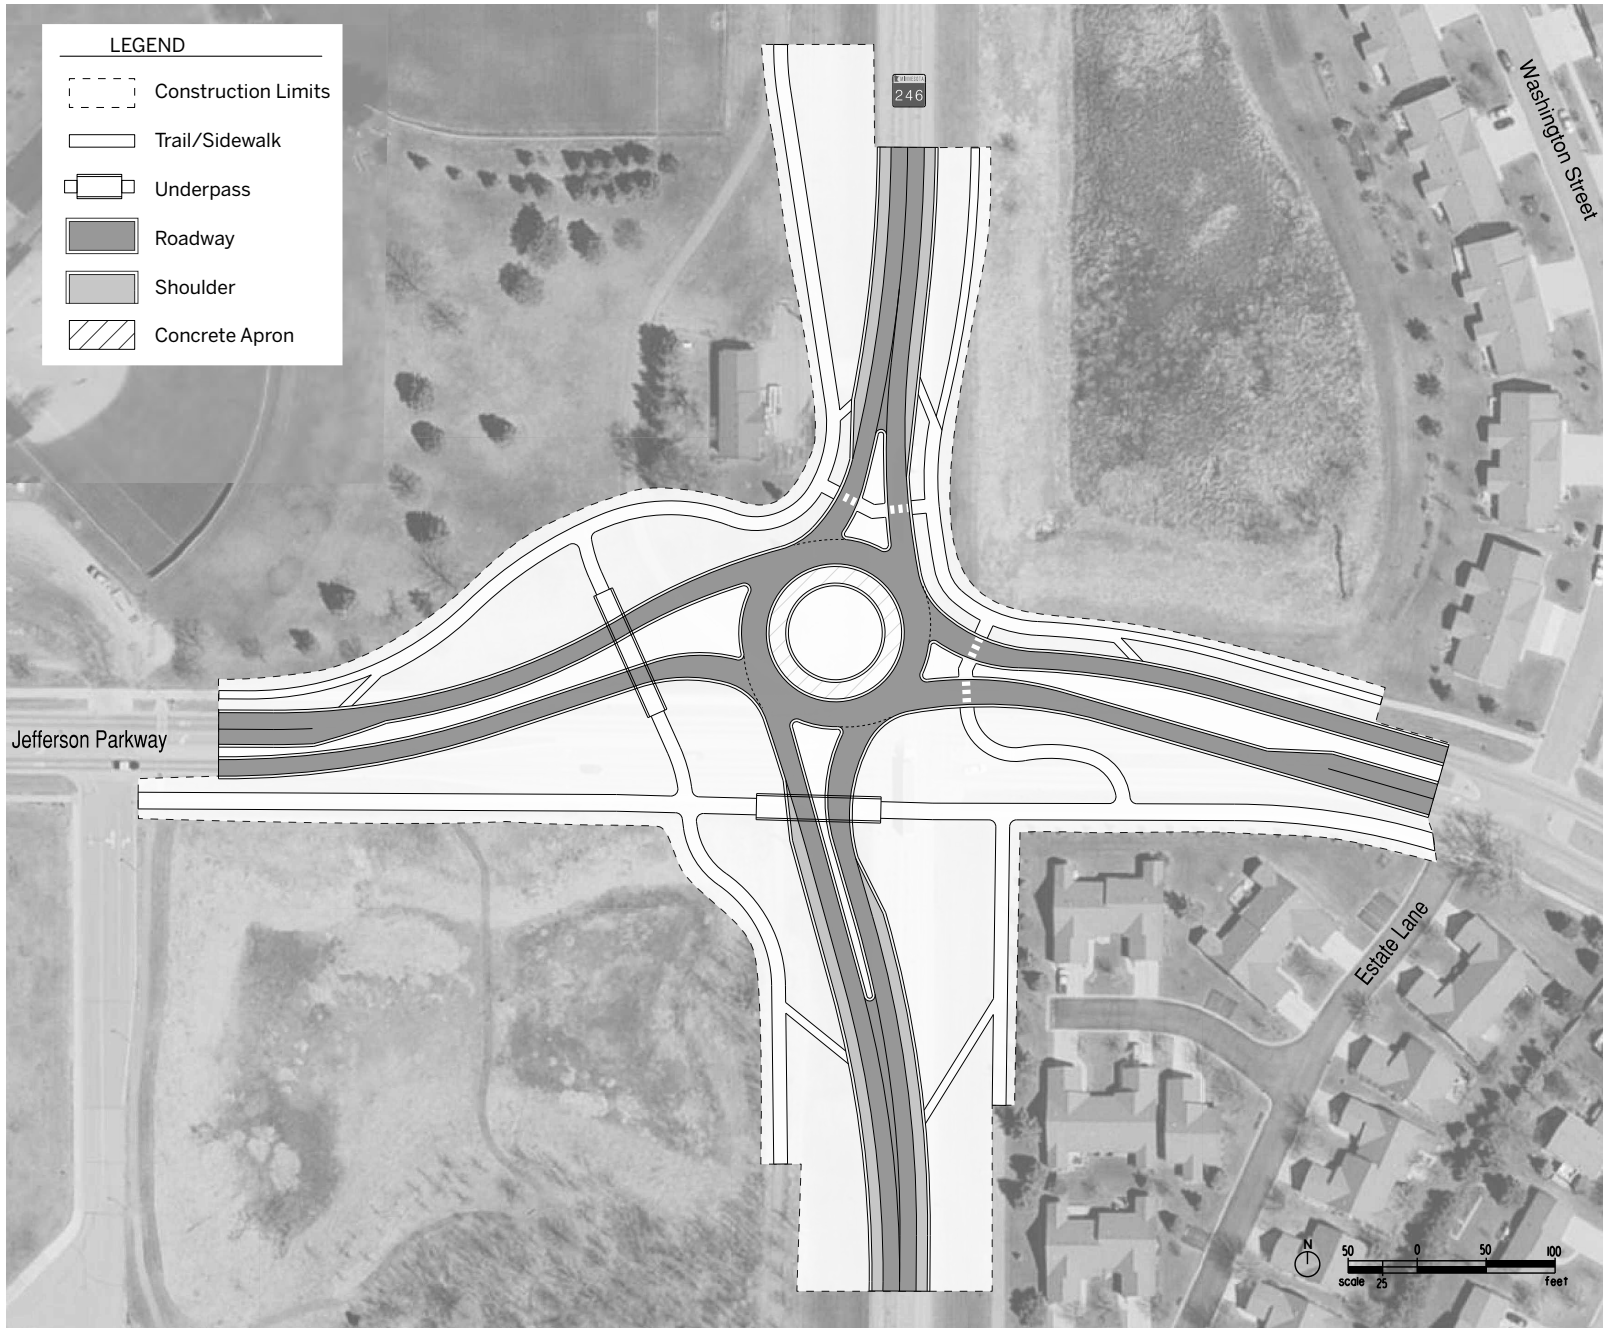 LEGEND
Construction Limits
Trail/Sidewalk
Underpass
Roadway
Shoulder
Concrete Apron
MINNESOTA
246
Washington Street
Jefferson Parkway
Estate Lane
N
50 0 50 100
scale 25 feet